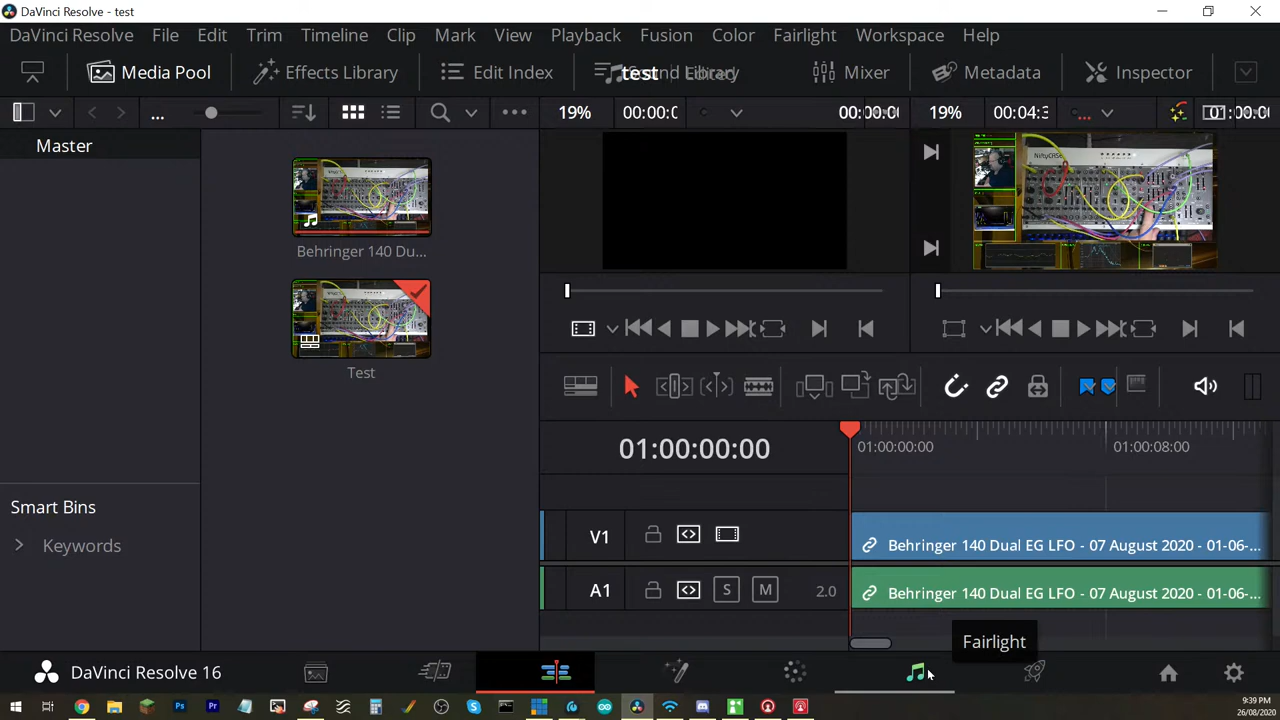 DaVinci Resolve - test
DaVinci Resolve File Edit Trim Timeline Clip Mark View Playback Fusion Color Fairlight Workspace Help
Media Pool Effects Library Edit Index test Mixer Metadata Inspector
... 19% 00:00:0 00:00:0 19% 00:04:3
Master
NiftyCASE
Behringer 140 Du...
Test
01:00:00:00
01:00:00:00 01:00:08:00
Smart Bins
Keywords
V1
Behringer 140 Dual EG LFO - 07 August 2020 - 01-06-...
A1 S M 2.0
Behringer 140 Dual EG LFO - 07 August 2020 - 01-06-...
Fairlight
DaVinci Resolve 16
9:39 PM
26/08/2020